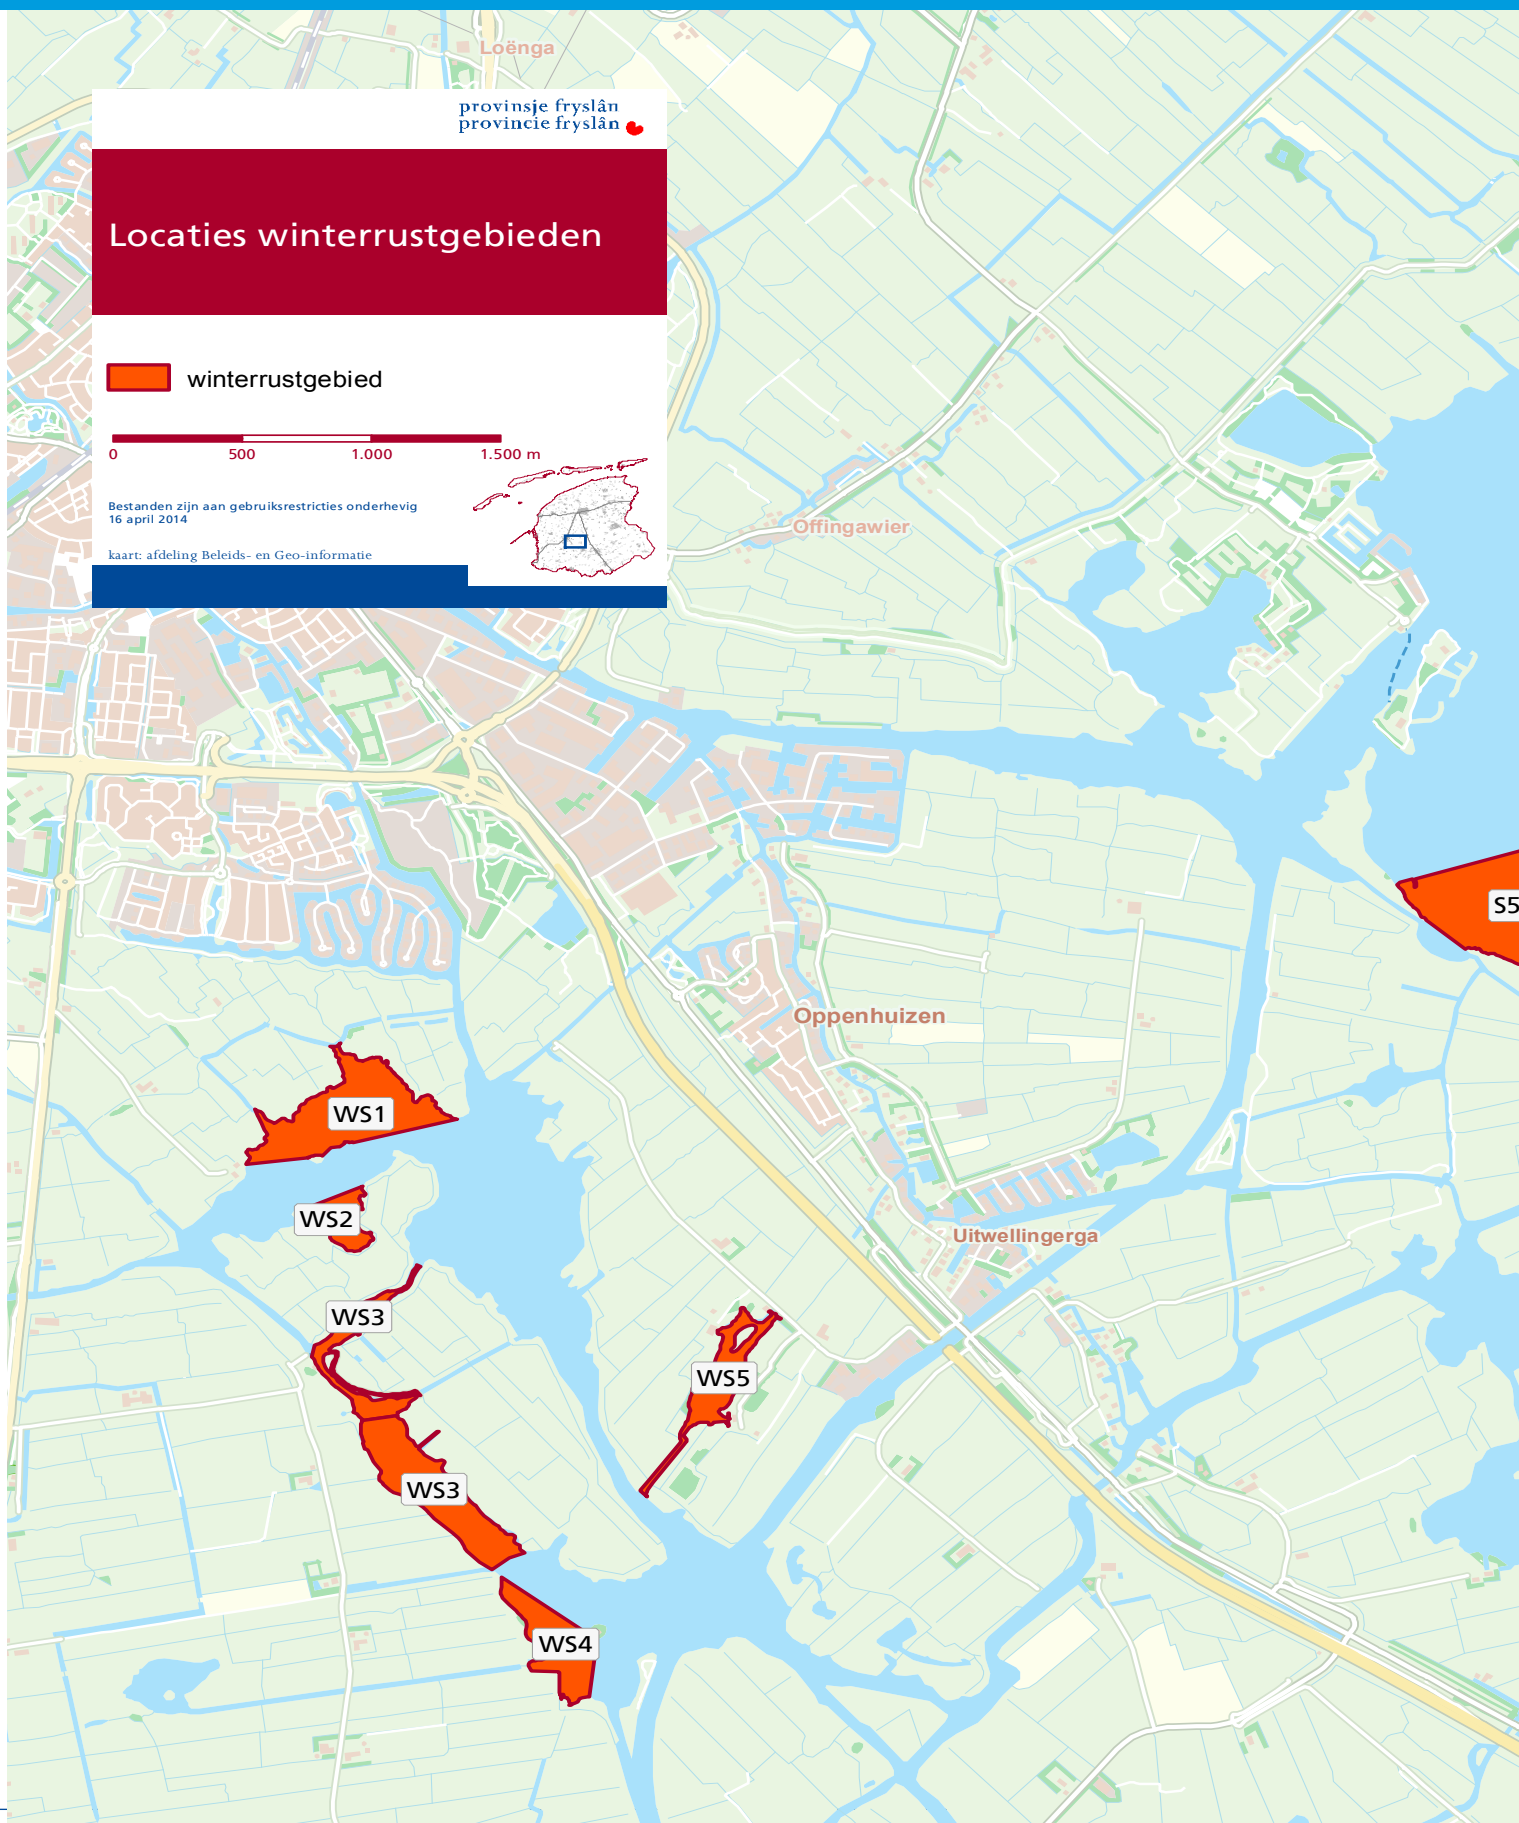 Loënga
provinsje fryslân
provincie fryslân
Locaties winterrustgebieden
winterrustgebied
0 500 1.000 1.500 m
Bestanden zijn aan gebruiksrestricties onderhevig
16 april 2014
kaart: afdeling Beleids- en Geo-informatie
Offingawier
S5
Oppenhuizen
WS1
WS2
Uitwellingerga
WS3
WS5
WS3
WS4